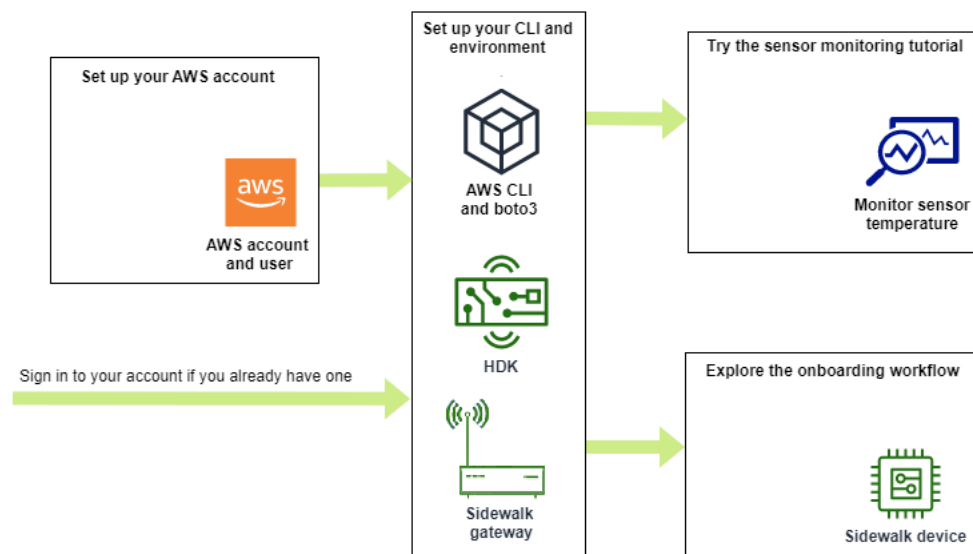 Set up your AWS account
aws
AWS account
and user
Sign in to your account if you already have one
Set up your CLI and
environment
AWS CLI
and boto3
HDK
Sidewalk
gateway
Try the sensor monitoring tutorial
Monitor sensor
temperature
Explore the onboarding workflow
Sidewalk device